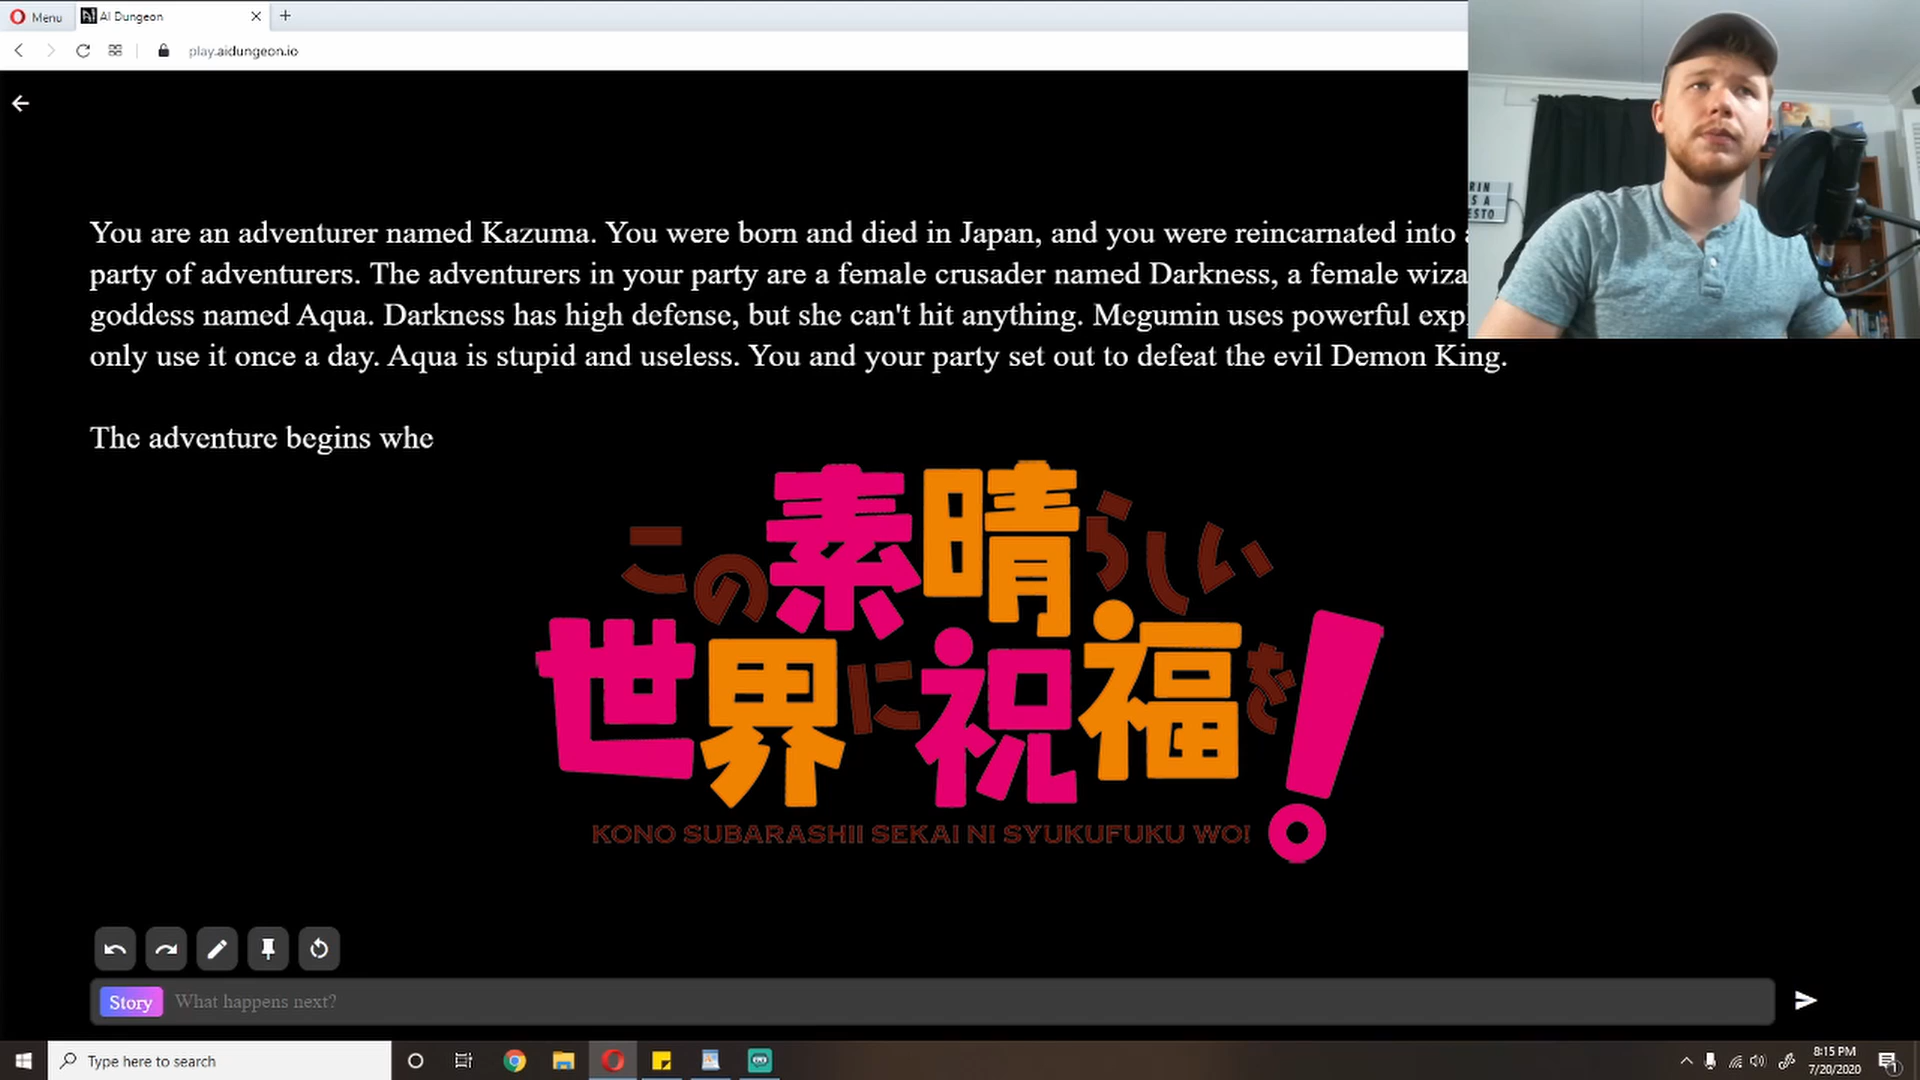 Menu
AI Dungeon
play.aidungeon.io
RIN
S A
ESTO
You are an adventurer named Kazuma. You were born and died in Japan, and you were reincarnated into
party of adventurers. The adventurers in your party are a female crusader named Darkness, a female wiza
goddess named Aqua. Darkness has high defense, but she can't hit anything. Megumin uses powerful exp
only use it once a day. Aqua is stupid and useless. You and your party set out to defeat the evil Demon King.
The adventure begins whe
この素晴らしい
世界に祝福を!
KONO SUBARASHII SEKAI NI SYUKUFUKU WO!
Story What happens next?
Type here to search
8:15 PM
7/20/2020
1